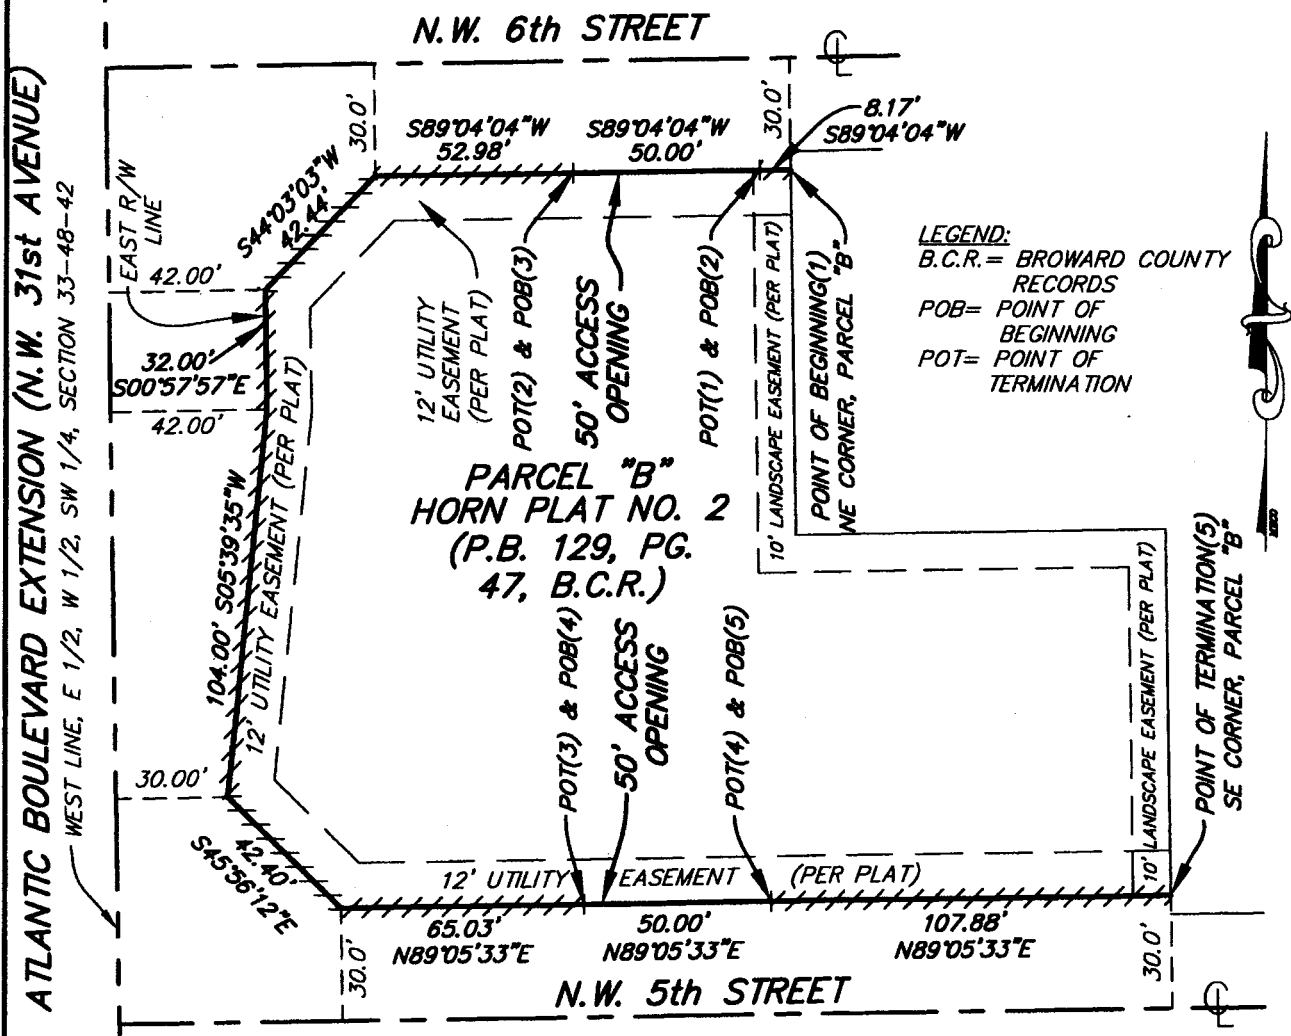 N.W. 6th STREET
ATLANTIC BOULEVARD EXTENSION (N.W. 31st AVENUE)
WEST LINE, E 1/2, W 1/2, SW 1/4, SECTION 33-48-42
EAST R/W
LINE
30.0'
S89°04'04"W
52.98'
S89°04'04"W
50.00'
30.0'
8.17'
S89°04'04"W
S44°03'03"W
42.44'
42.00'
32.00'
S00°57'57"E
42.00'
104.00' S05°39'35"W
12' UTILITY EASEMENT (PER PLAT)
12' UTILITY
EASEMENT
(PER PLAT)
POT(2) & POB(3)
50' ACCESS
OPENING
POT(1) & POB(2)
10' LANDSCAPE EASEMENT (PER PLAT)
POINT OF BEGINNING(1)
NE CORNER, PARCEL "B"
LEGEND:
B.C.R.= BROWARD COUNTY
RECORDS
POB= POINT OF
BEGINNING
POT= POINT OF
TERMINATION
PARCEL "B"
HORN PLAT NO. 2
(P.B. 129, PG.
47, B.C.R.)
POT(3) & POB(4)
50' ACCESS
OPENING
POT(4) & POB(5)
10' LANDSCAPE EASEMENT (PER PLAT)
POINT OF TERMINATION(5)
SE CORNER, PARCEL "B"
30.00'
42.40'
S45°56'12"E
12' UTILITY EASEMENT (PER PLAT)
65.03'
N89°05'33"E
50.00'
N89°05'33"E
107.88'
N89°05'33"E
30.0'
30.0'
N.W. 5th STREET